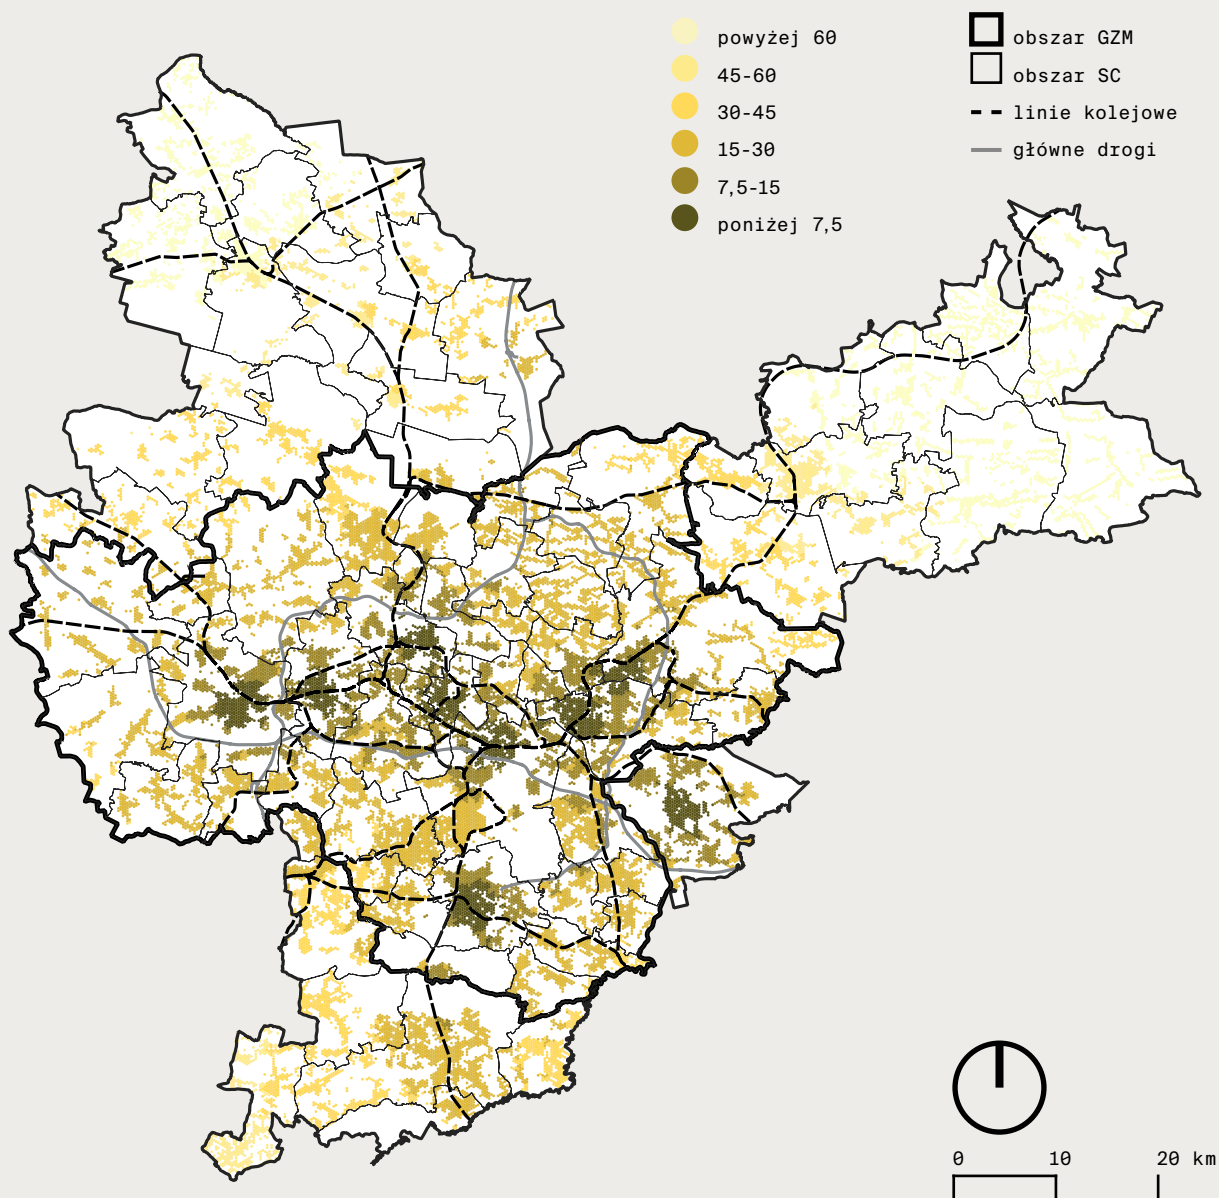 powyżej 60
45-60
30-45
15-30
7,5-15
poniżej 7,5
obszar GZM
obszar SC
linie kolejowe
główne drogi
0 10 20 km